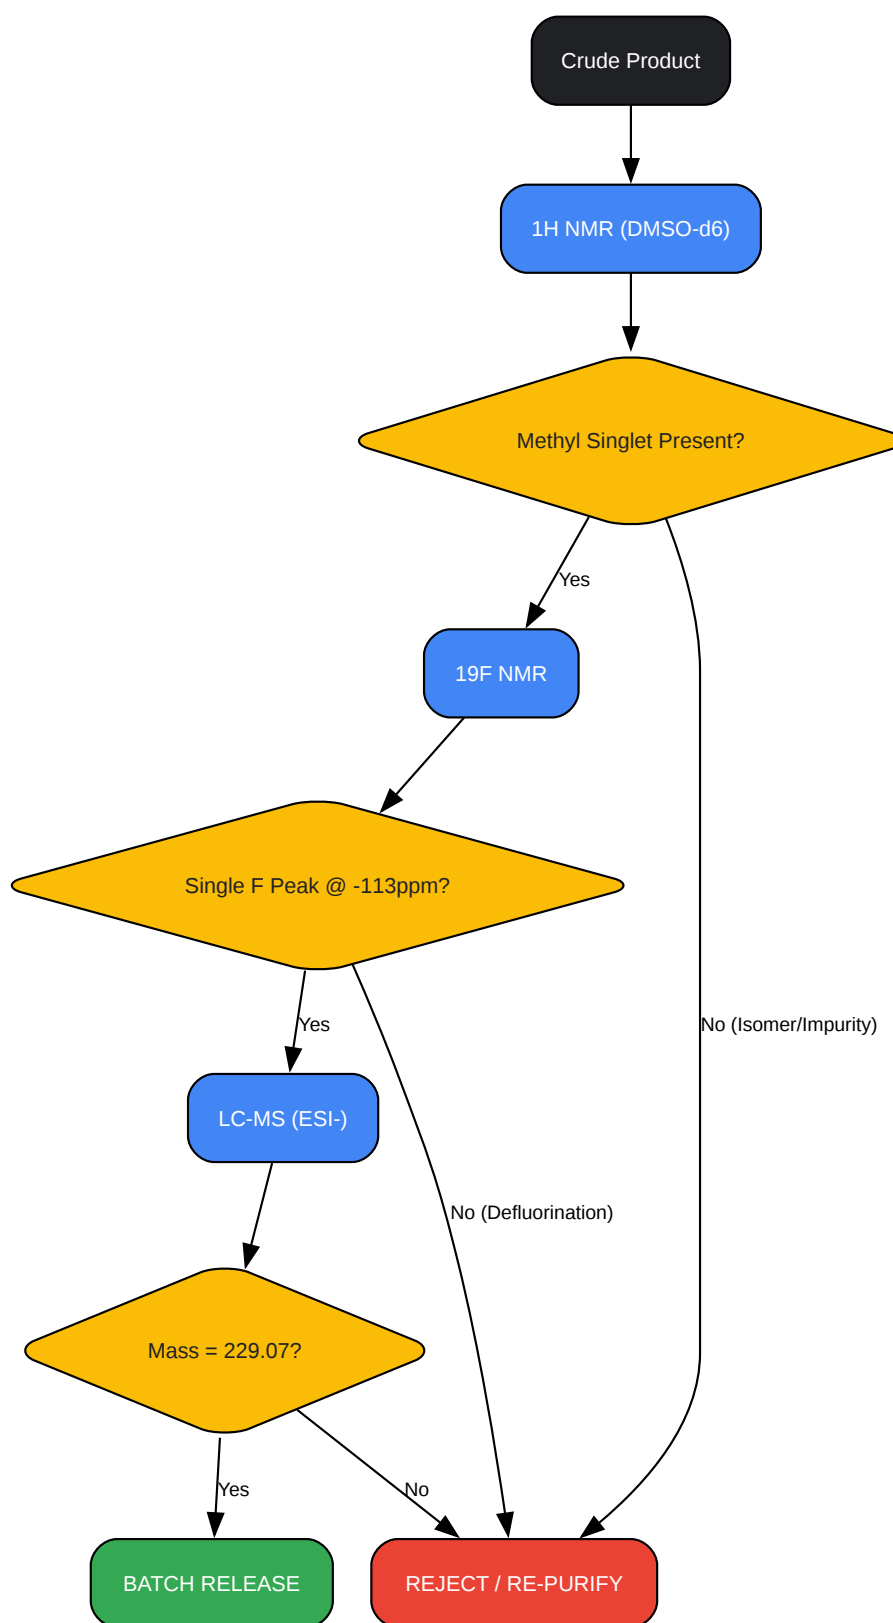 Crude Product
1H NMR (DMSO-d6)
Methyl Singlet Present?
Yes
19F NMR
Single F Peak @ -113ppm?
Yes
No (Isomer/Impurity)
LC-MS (ESI-)
No (Defluorination)
Mass = 229.07?
Yes
No
BATCH RELEASE
REJECT / RE-PURIFY